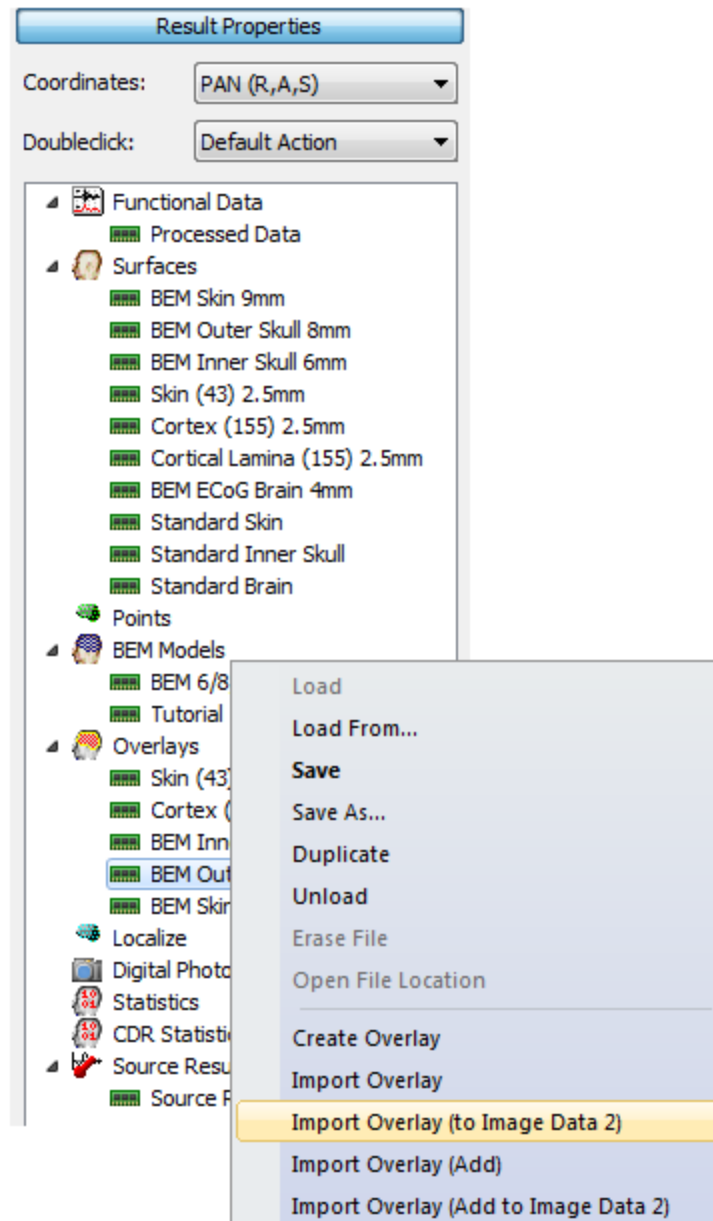 Result Properties
Coordinates: PAN (R,A,S)
Doubleclick: Default Action
Functional Data
Processed Data
Surfaces
BEM Skin 9mm
BEM Outer Skull 8mm
BEM Inner Skull 6mm
Skin (43) 2.5mm
Cortex (155) 2.5mm
Cortical Lamina (155) 2.5mm
BEM ECoG Brain 4mm
Standard Skin
Standard Inner Skull
Standard Brain
Points
BEM Models
BEM 6/8
Tutorial
Overlays
Skin (43)
Cortex (
BEM Inn
BEM Out
BEM Skin
Localize
Digital Photo
Statistics
CDR Statisti
Source Resu
Source R
Load
Load From...
Save
Save As...
Duplicate
Unload
Erase File
Open File Location
Create Overlay
Import Overlay
Import Overlay (to Image Data 2)
Import Overlay (Add)
Import Overlay (Add to Image Data 2)